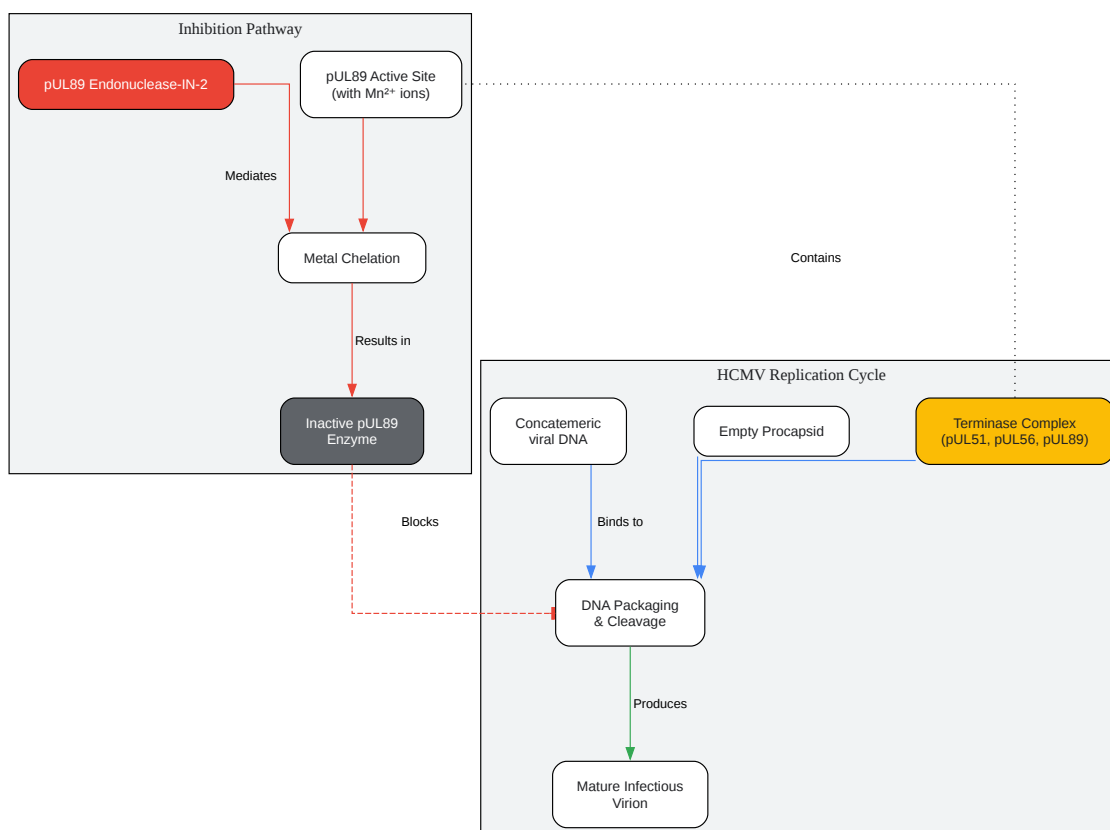 Inhibition Pathway
pUL89 Endonuclease-IN-2
pUL89 Active Site
(with Mn²⁺ ions)
Mediates
Metal Chelation
Contains
Results in
HCMV Replication Cycle
Inactive pUL89
Enzyme
Concatemeric
viral DNA
Empty Procapsid
Terminase Complex
(pUL51, pUL56, pUL89)
Blocks
Binds to
DNA Packaging
& Cleavage
Produces
Mature Infectious
Virion